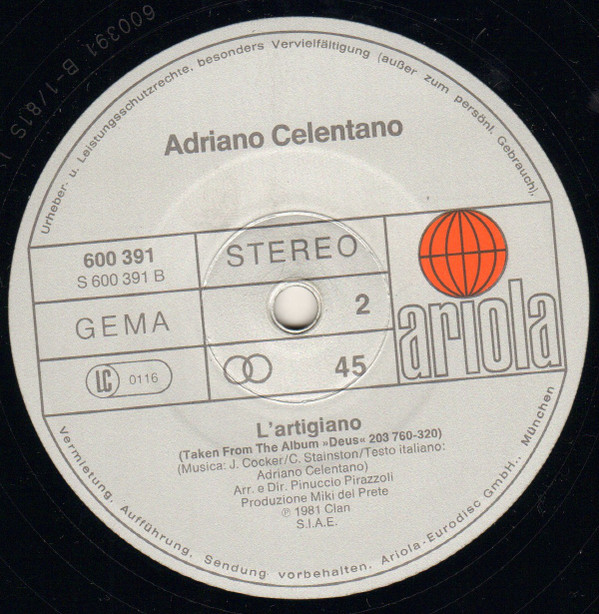 600391 B-1/81S
Urheber- u. Leistungsschutzrechte, besonders Vervielfältigung (außer zum persönl. Gebrauch),
Adriano Celentano
600 391
S 600 391 B
STEREO
GEMA
2
LC 0116
45
ariola
L'artigiano
(Taken From The Album »Deus« 203 760-320)
(Musica: J. Cocker/C. Stainston/Testo italiano:
Adriano Celentano)
Arr. e Dir. Pinuccio Pirazzoli
Produzione Miki del Prete
℗ 1981 Clan
S.I.A.E.
Vermietung, Aufführung, Sendung vorbehalten. Ariola-Eurodisc GmbH., München